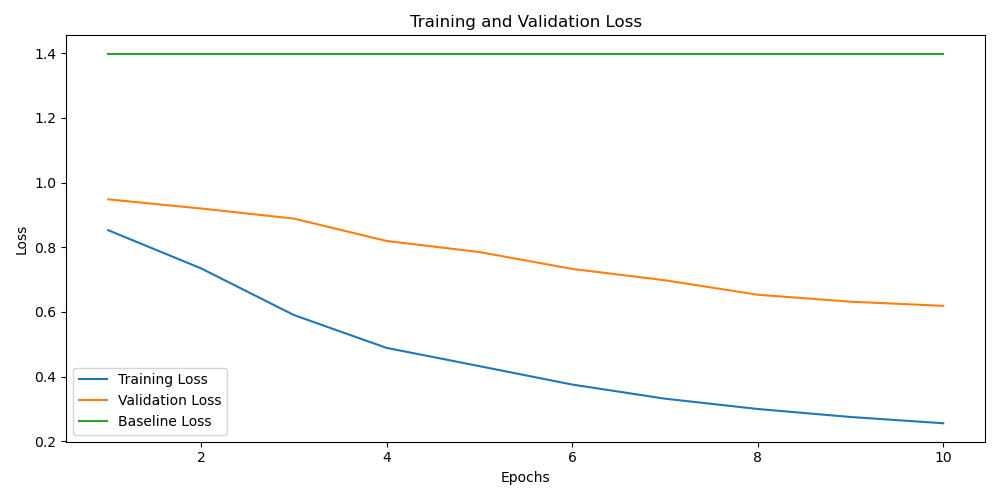 Training and Validation Loss
1.4
1.2
1.0
0.8
0.6
0.4
0.2
Loss
Training Loss
Validation Loss
Baseline Loss
2 4 6 8 10
Epochs